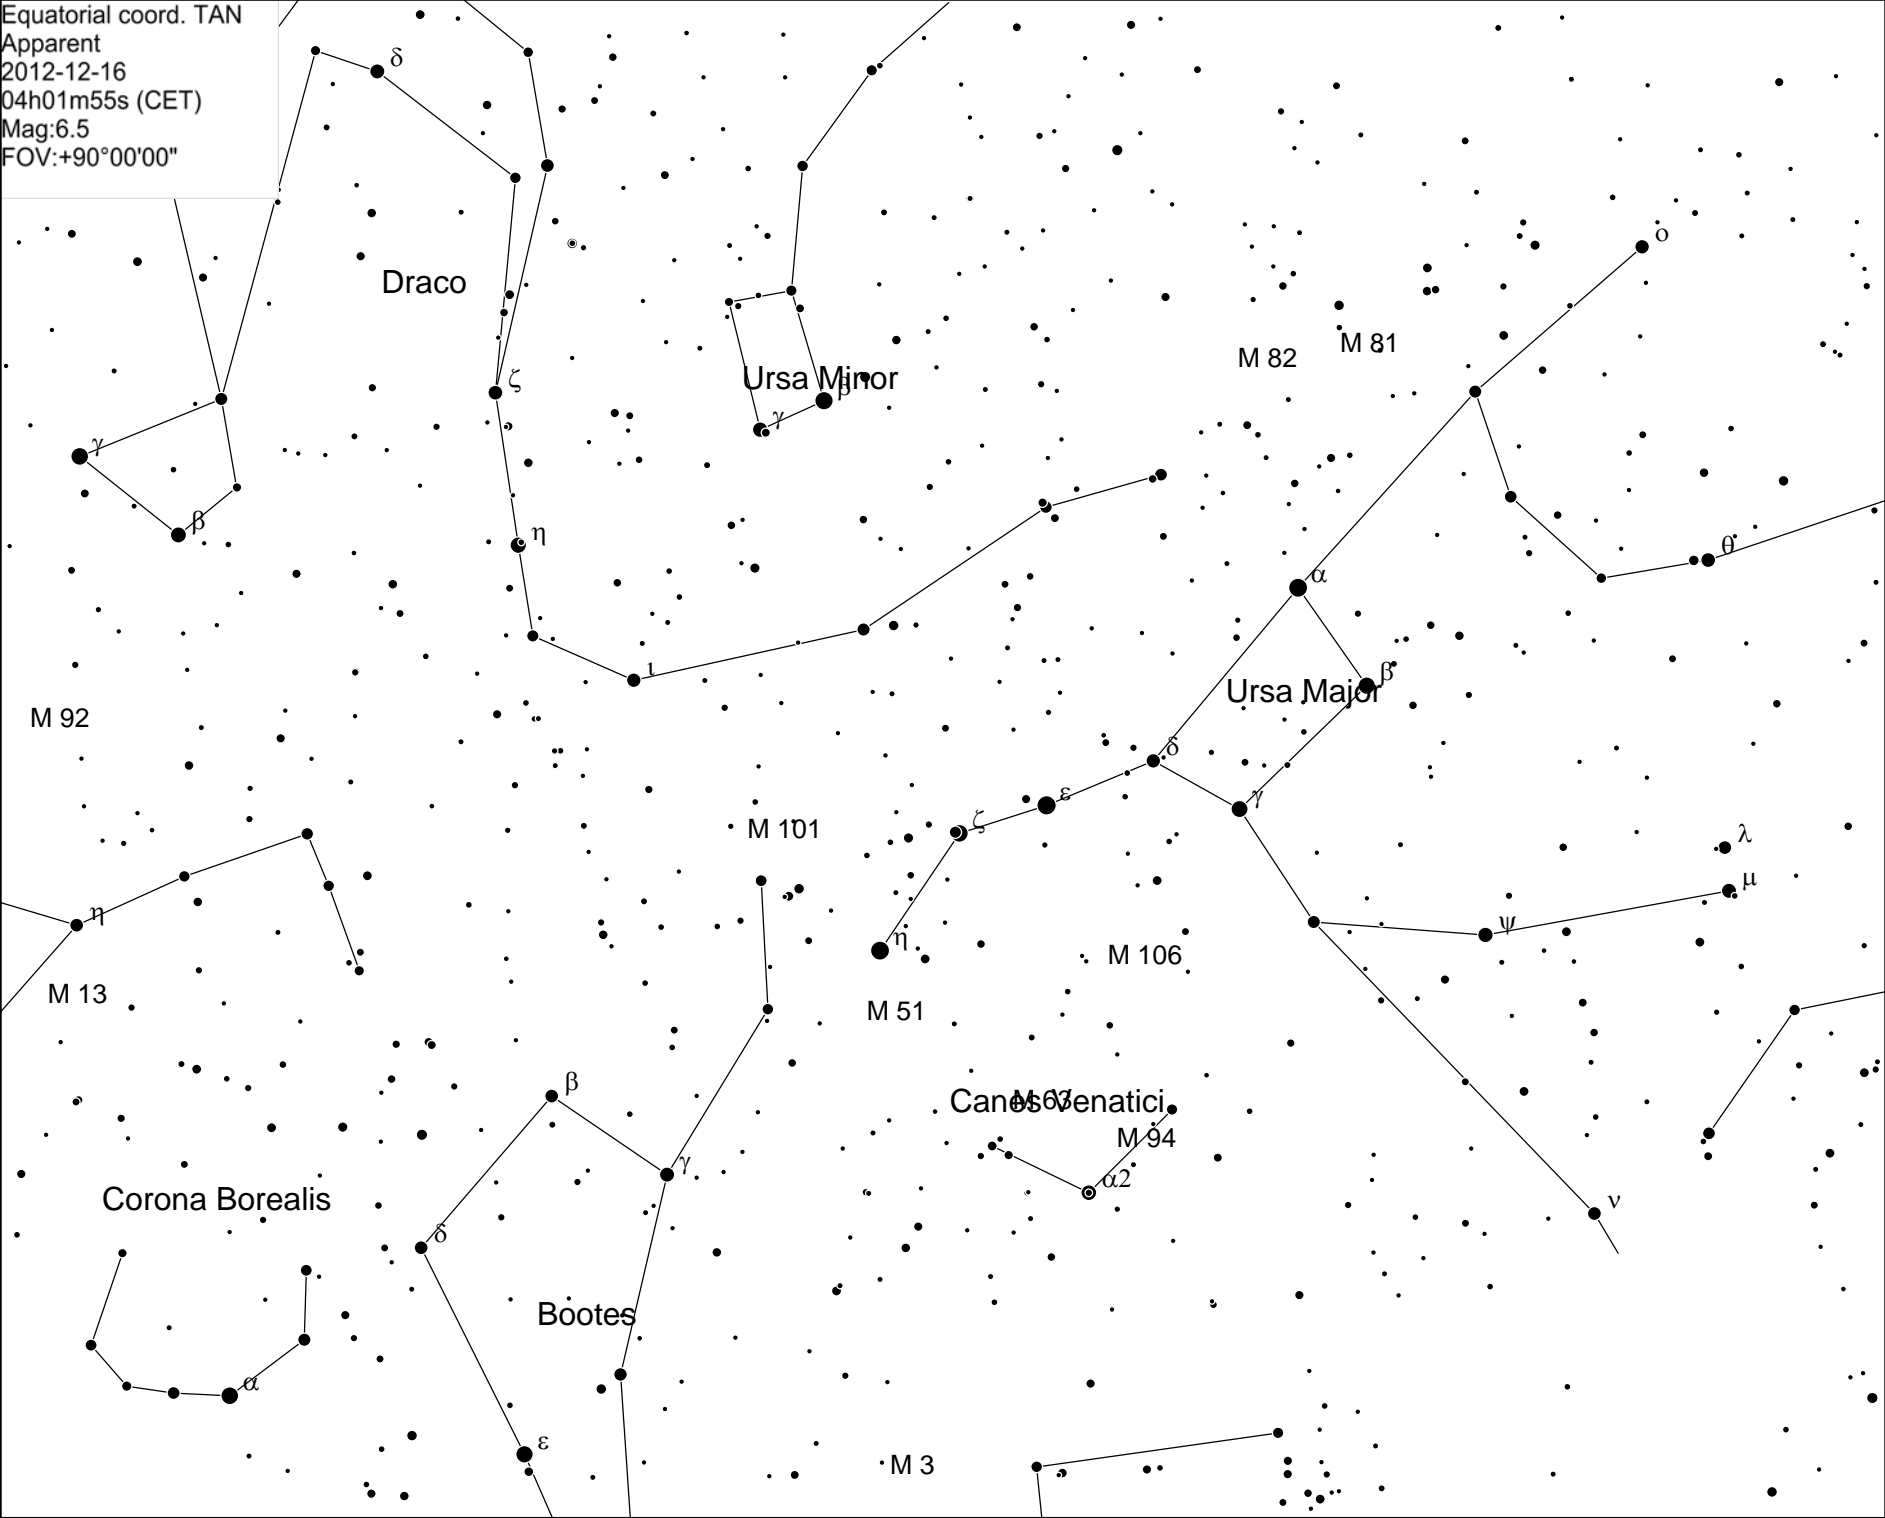 Equatorial coord. TAN
Apparent
2012-12-16
04h01m55s (CET)
Mag:6.5
FOV:+90°00'00"
δ
ο
Draco
M 82
M 81
ζ
Ursa Minor
β
γ
γ
β
η
θ
α
ι
β
Ursa Major
M 92
δ
γ
ε
ζ
M 101
λ
μ
η
η
ψ
M 106
M 13
M 51
β
Canes Venatici
M 63
M 94
γ
α2
Corona Borealis
ν
δ
Bootes
α
ε
M 3